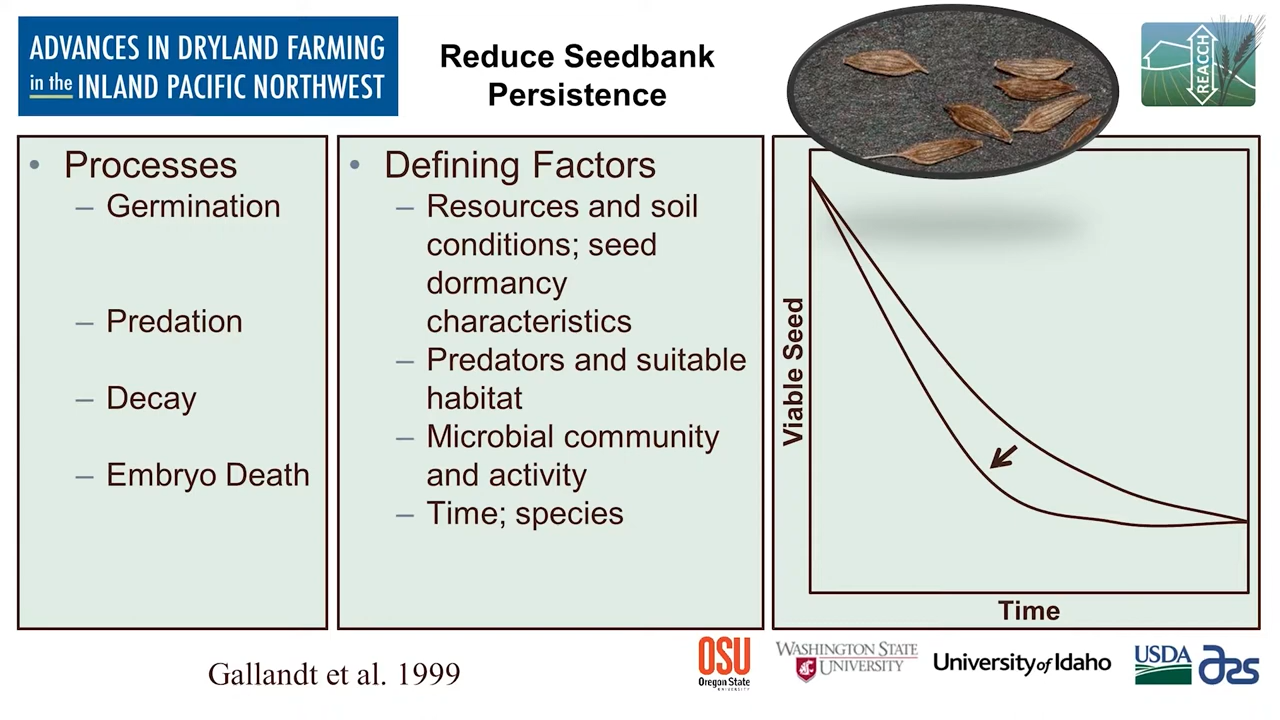 ADVANCES IN DRYLAND FARMING
in the INLAND PACIFIC NORTHWEST
Reduce Seedbank
Persistence
REACCH
• Processes
– Germination
– Predation
– Decay
– Embryo Death
• Defining Factors
– Resources and soil
conditions; seed
dormancy
characteristics
– Predators and suitable
habitat
– Microbial community
and activity
– Time; species
Viable Seed
Time
Gallandt et al. 1999
OSU
Oregon State
UNIVERSITY
WASHINGTON STATE
UNIVERSITY
University of Idaho
USDA
ars